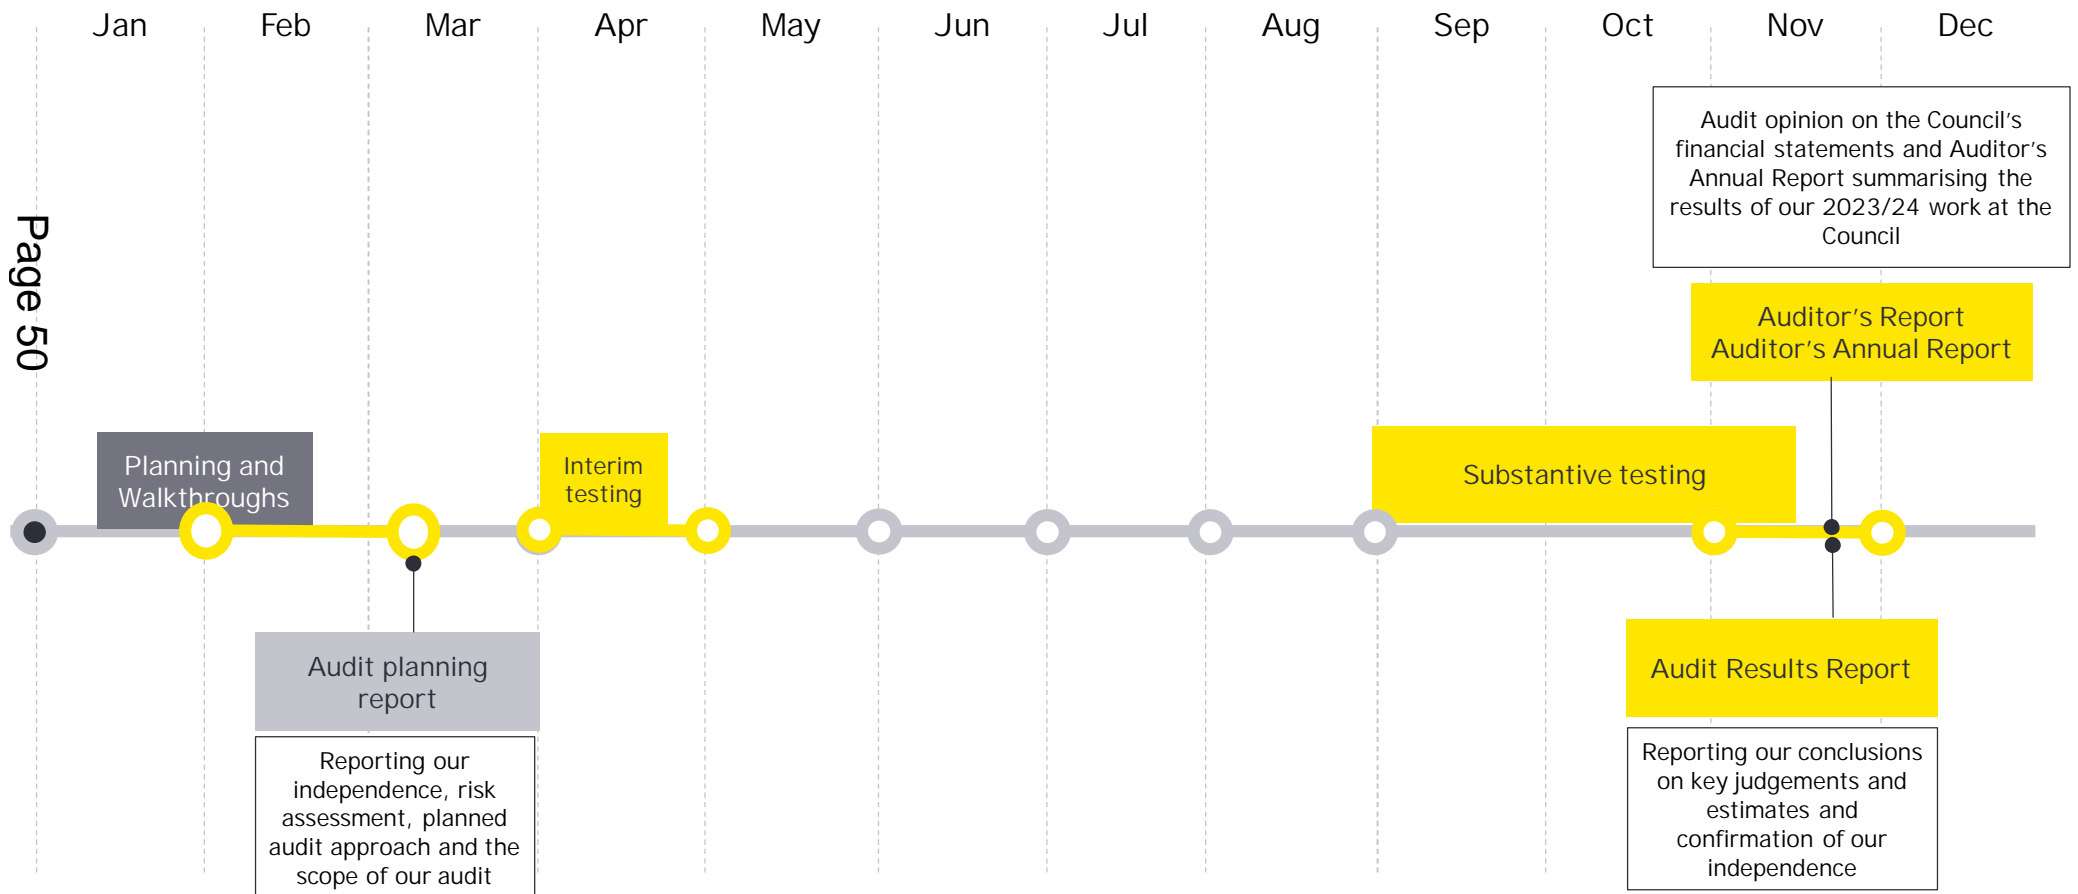 Jan Feb Mar Apr May Jun Jul Aug Sep Oct Nov Dec
Audit opinion on the Council's
financial statements and Auditor's
Annual Report summarising the
results of our 2023/24 work at the
Council
Page 50
Auditor's Report
Auditor's Annual Report
Planning and
Walkthroughs
Interim
testing
Substantive testing
Audit planning
report
Audit Results Report
Reporting our
independence, risk
assessment, planned
audit approach and the
scope of our audit
Reporting our conclusions
on key judgements and
estimates and
confirmation of our
independence